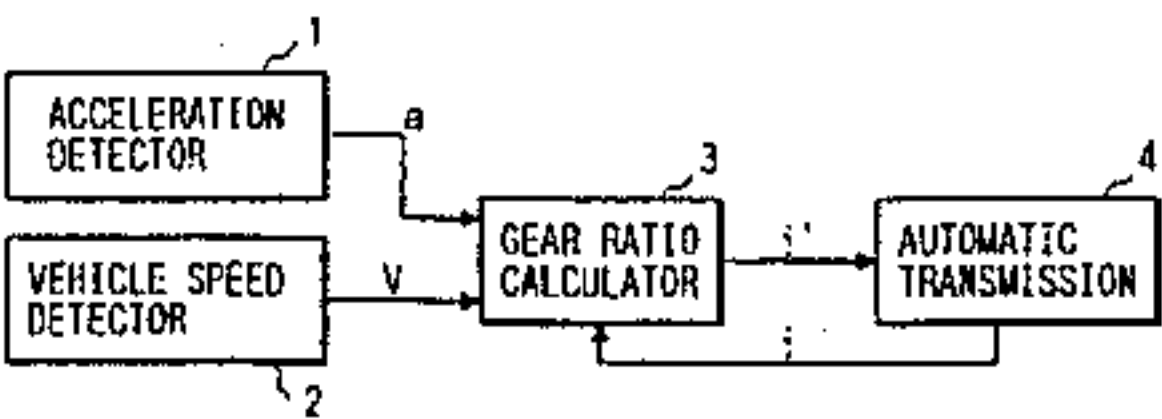 1
ACCELERATION
DETECTOR
a
3
4
VEHICLE SPEED
DETECTOR
V
GEAR RATIO
CALCULATOR
i'
AUTOMATIC
TRANSMISSION
i
2